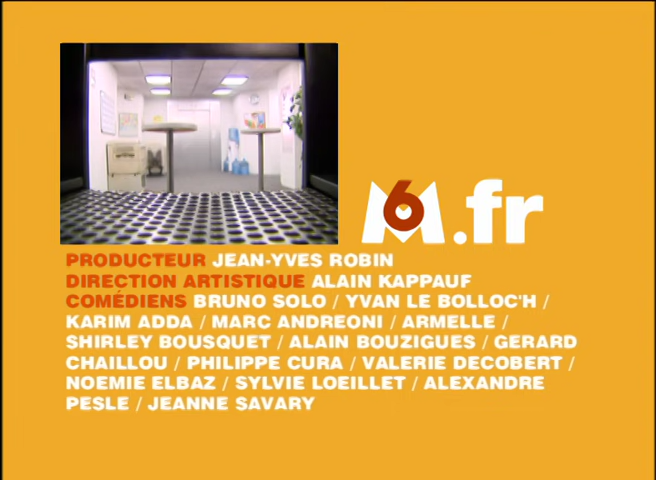 M6.fr
PRODUCTEUR JEAN-YVES ROBIN
DIRECTION ARTISTIQUE ALAIN KAPPAUF
COMÉDIENS BRUNO SOLO / YVAN LE BOLLOC'H /
KARIM ADDA / MARC ANDREONI / ARMELLE /
SHIRLEY BOUSQUET / ALAIN BOUZIGUES / GERARD
CHAILLOU / PHILIPPE CURA / VALERIE DECOBERT /
NOEMIE ELBAZ / SYLVIE LOEILLET / ALEXANDRE
PESLE / JEANNE SAVARY